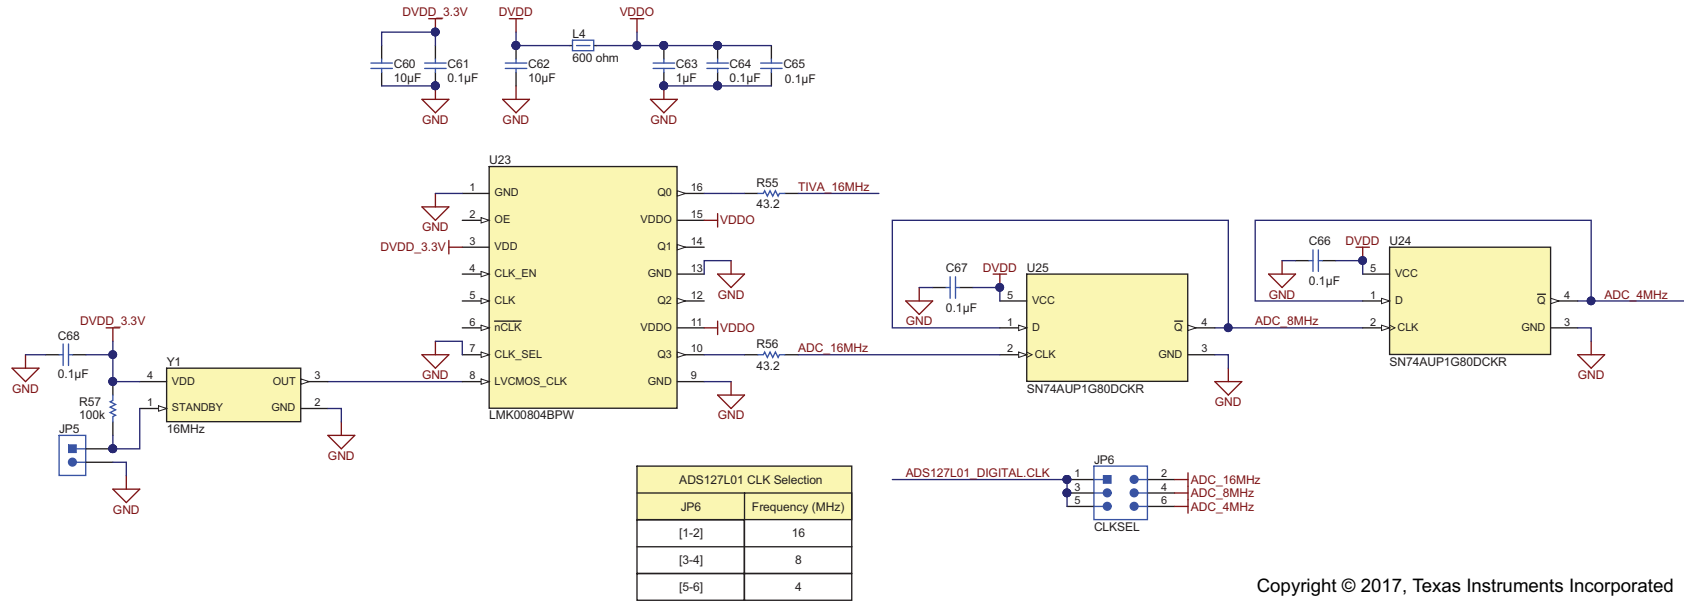 DVDD_3.3V DVDD VDDO
L4
600 ohm
C60 C61 C62 C63 C64 C65
10µF 0.1µF 10µF 1µF 0.1µF 0.1µF
GND GND GND
U23
1 GND Q0 16 R55 43.2 TIVA_16MHz
GND
2 OE VDDO 15 VDDO
DVDD_3.3V 3 VDD Q1 14
4 CLK_EN GND 13 GND
5 CLK Q2 12
6 nCLK VDDO 11 VDDO
7 CLK_SEL Q3 10 R56 43.2 ADC_16MHz
GND
8 LVCMOS_CLK GND 9 GND
LMK00804BPW
DVDD_3.3V
C68
0.1µF
GND
Y1
4 VDD OUT 3
1 STANDBY GND 2
16MHz
GND
R57
100k
JP5
GND
C67
0.1µF
GND
DVDD
U25
5 VCC
1 D Q 4 ADC_8MHz
2 CLK GND 3
SN74AUP1G80DCKR
GND
C66
0.1µF
GND
DVDD
U24
5 VCC
1 D Q 4 ADC_4MHz
2 CLK GND 3
SN74AUP1G80DCKR
GND
ADS127L01 CLK Selection
JP6 Frequency (MHz)
[1-2] 16
[3-4] 8
[5-6] 4
JP6
ADS127L01_DIGITAL.CLK 1 2 ADC_16MHz
3 4 ADC_8MHz
5 6 ADC_4MHz
CLKSEL
Copyright © 2017, Texas Instruments Incorporated